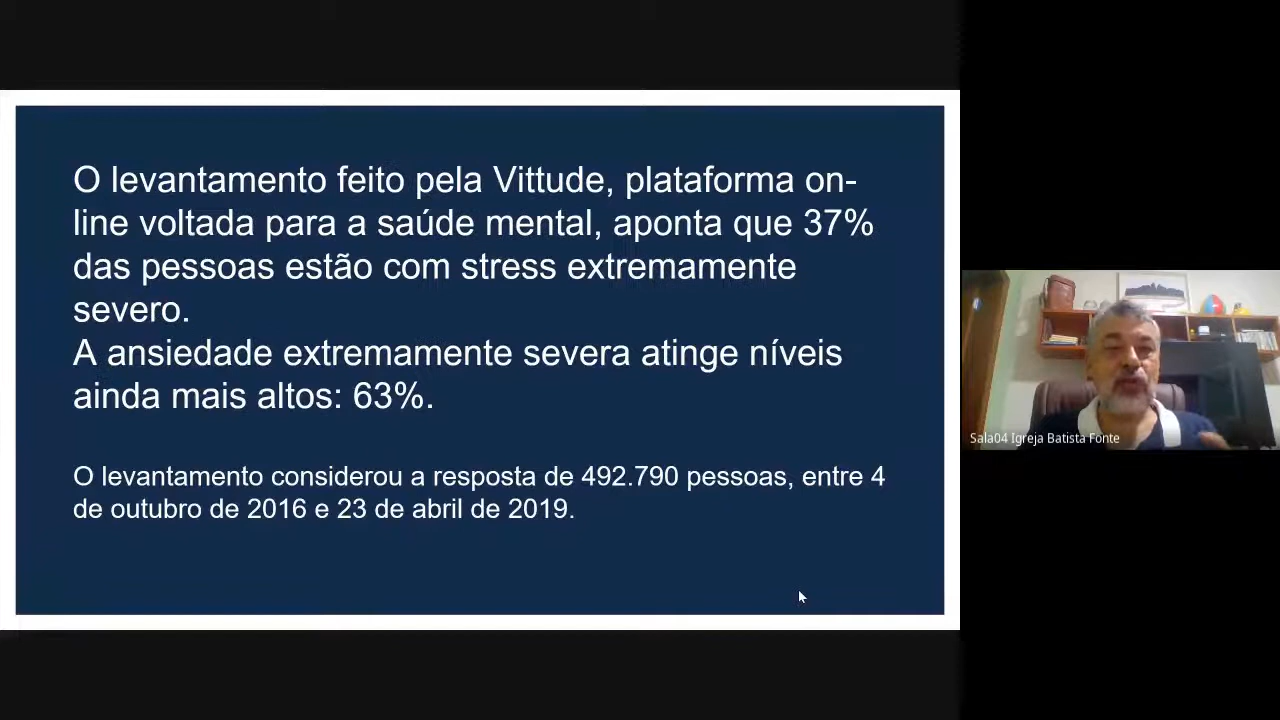 O levantamento feito pela Vittude, plataforma on-
line voltada para a saúde mental, aponta que 37%
das pessoas estão com stress extremamente
severo.
A ansiedade extremamente severa atinge níveis
ainda mais altos: 63%.
O levantamento considerou a resposta de 492.790 pessoas, entre 4
de outubro de 2016 e 23 de abril de 2019.
Sala04 Igreja Batista Fonte